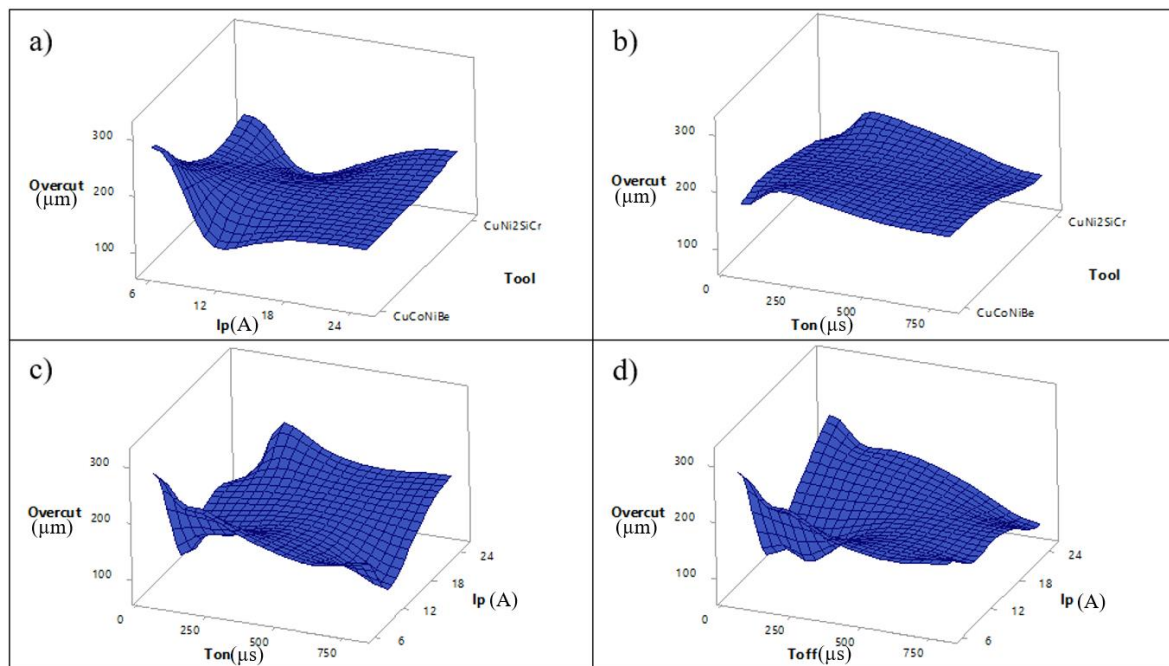 a)
300
Overcut
(µm)
200
100
6
12
18
24
Ip(A)
CuNi2SiCr
Tool
CuCoNiBe
b)
300
Overcut
(µm)
200
100
0
250
500
750
Ton(µs)
CuNi2SiCr
Tool
CuCoNiBe
c)
300
Overcut
(µm)
200
100
0
250
500
750
Ton(µs)
24
18
Ip (A)
12
6
d)
300
Overcut
(µm)
200
100
0
250
500
750
Toff(µs)
24
18
Ip (A)
12
6